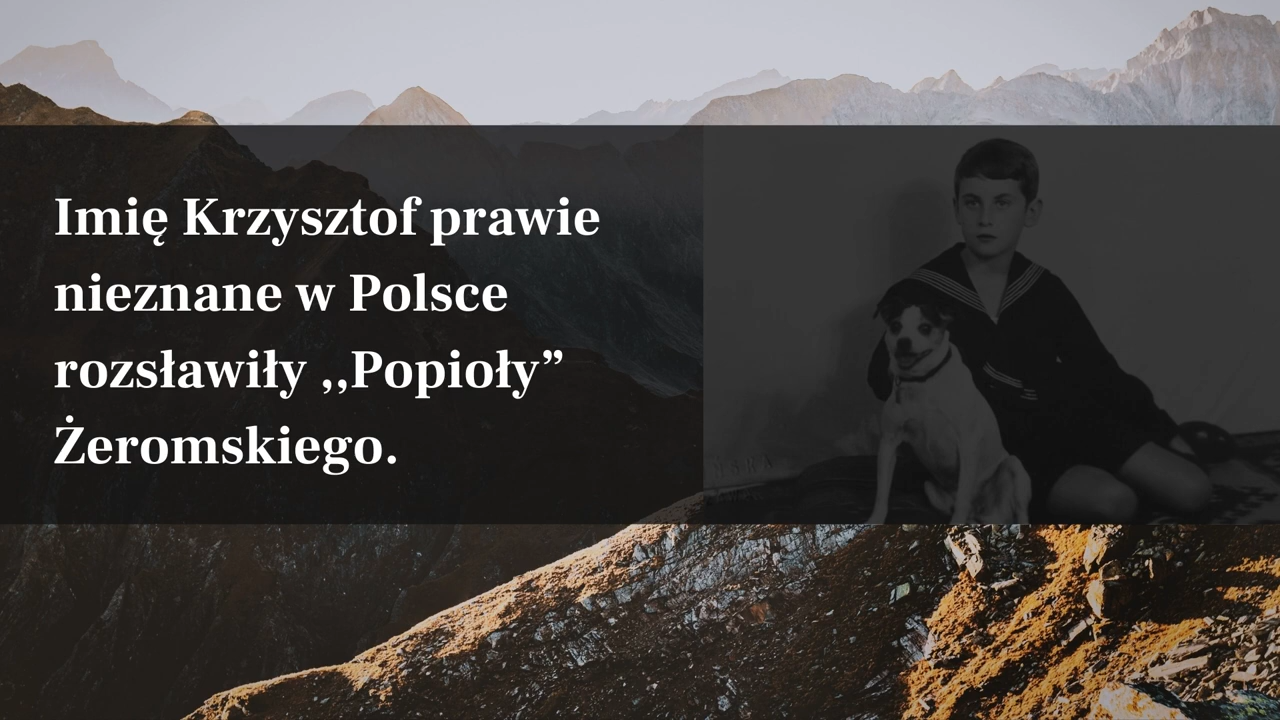 Imię Krzysztof prawie
nieznane w Polsce
rozsławiły ,,Popioły”
Żeromskiego.